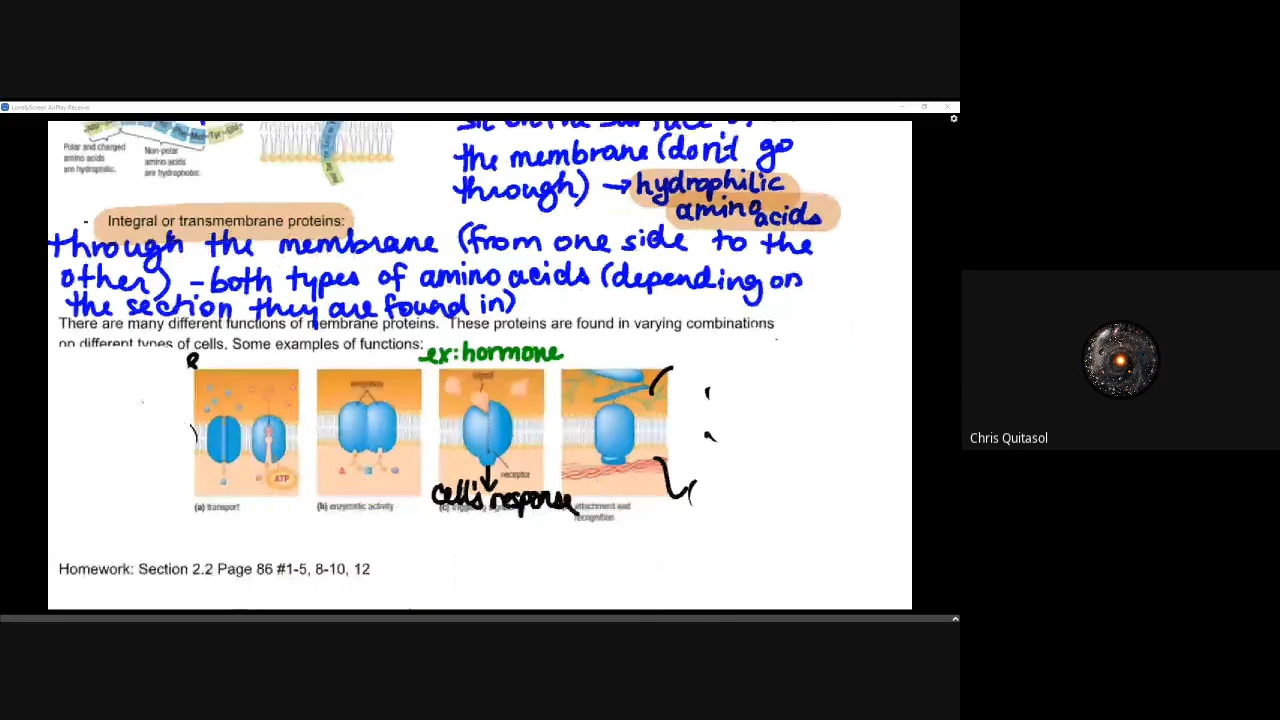 LonelyScreen AirPlay Receiver
Polar and charged
amino acids
are hydrophilic.
Non-polar
amino acids
are hydrophobic.
the membrane (don't go
through) → hydrophilic
amino acids
- Integral or transmembrane proteins:
through the membrane (from one side to the
other) - both types of amino acids (depending on
the section they are found in)
There are many different functions of membrane proteins. These proteins are found in varying combinations
on different types of cells. Some examples of functions:
ex: hormone
ATP
receptor
cell's response
(a) transport
(b) enzymatic activity
attachment and
recognition
Homework: Section 2.2 Page 86 #1-5, 8-10, 12
Chris Quitasol